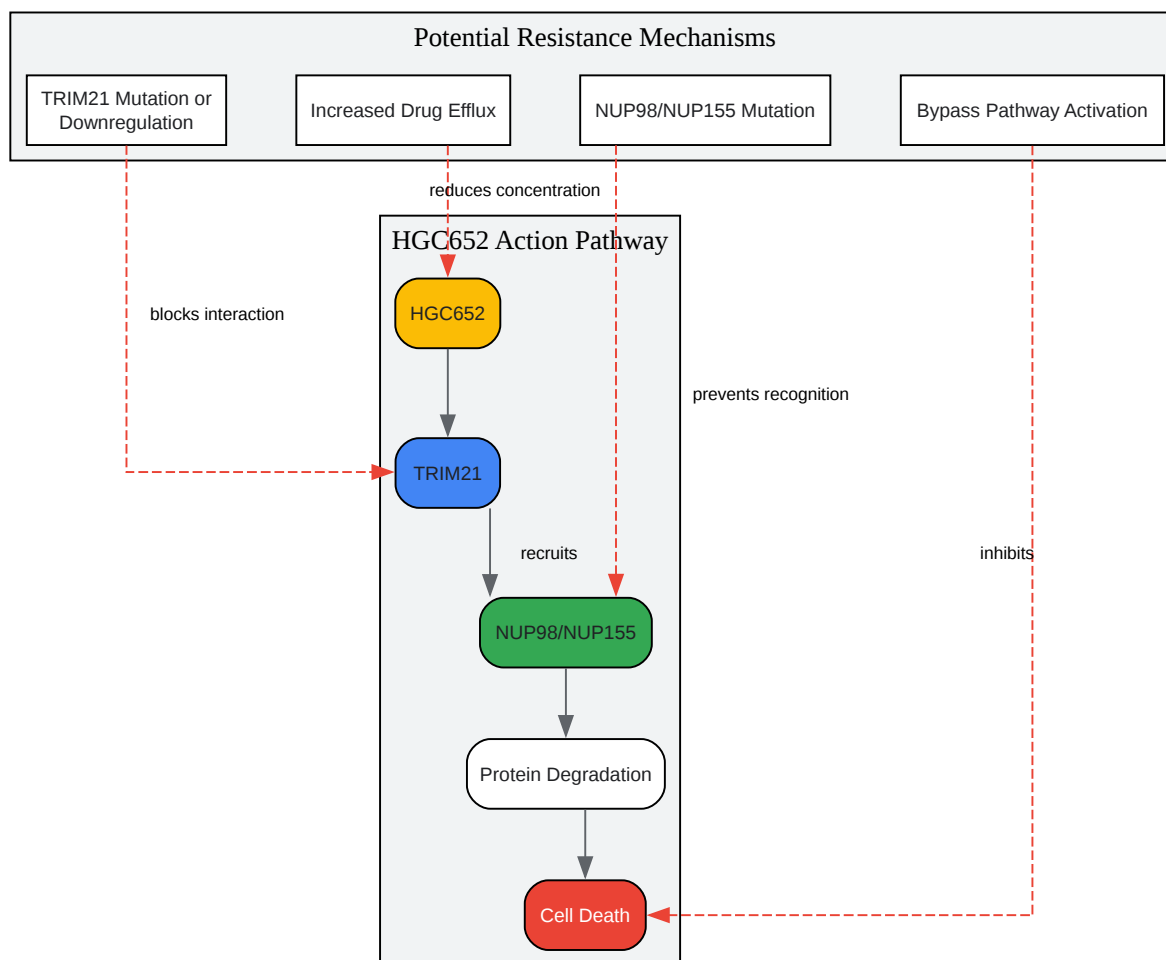 Potential Resistance Mechanisms
TRIM21 Mutation or
Downregulation
Increased Drug Efflux
NUP98/NUP155 Mutation
Bypass Pathway Activation
reduces concentration
HGC652 Action Pathway
HGC652
blocks interaction
prevents recognition
TRIM21
recruits
inhibits
NUP98/NUP155
Protein Degradation
Cell Death